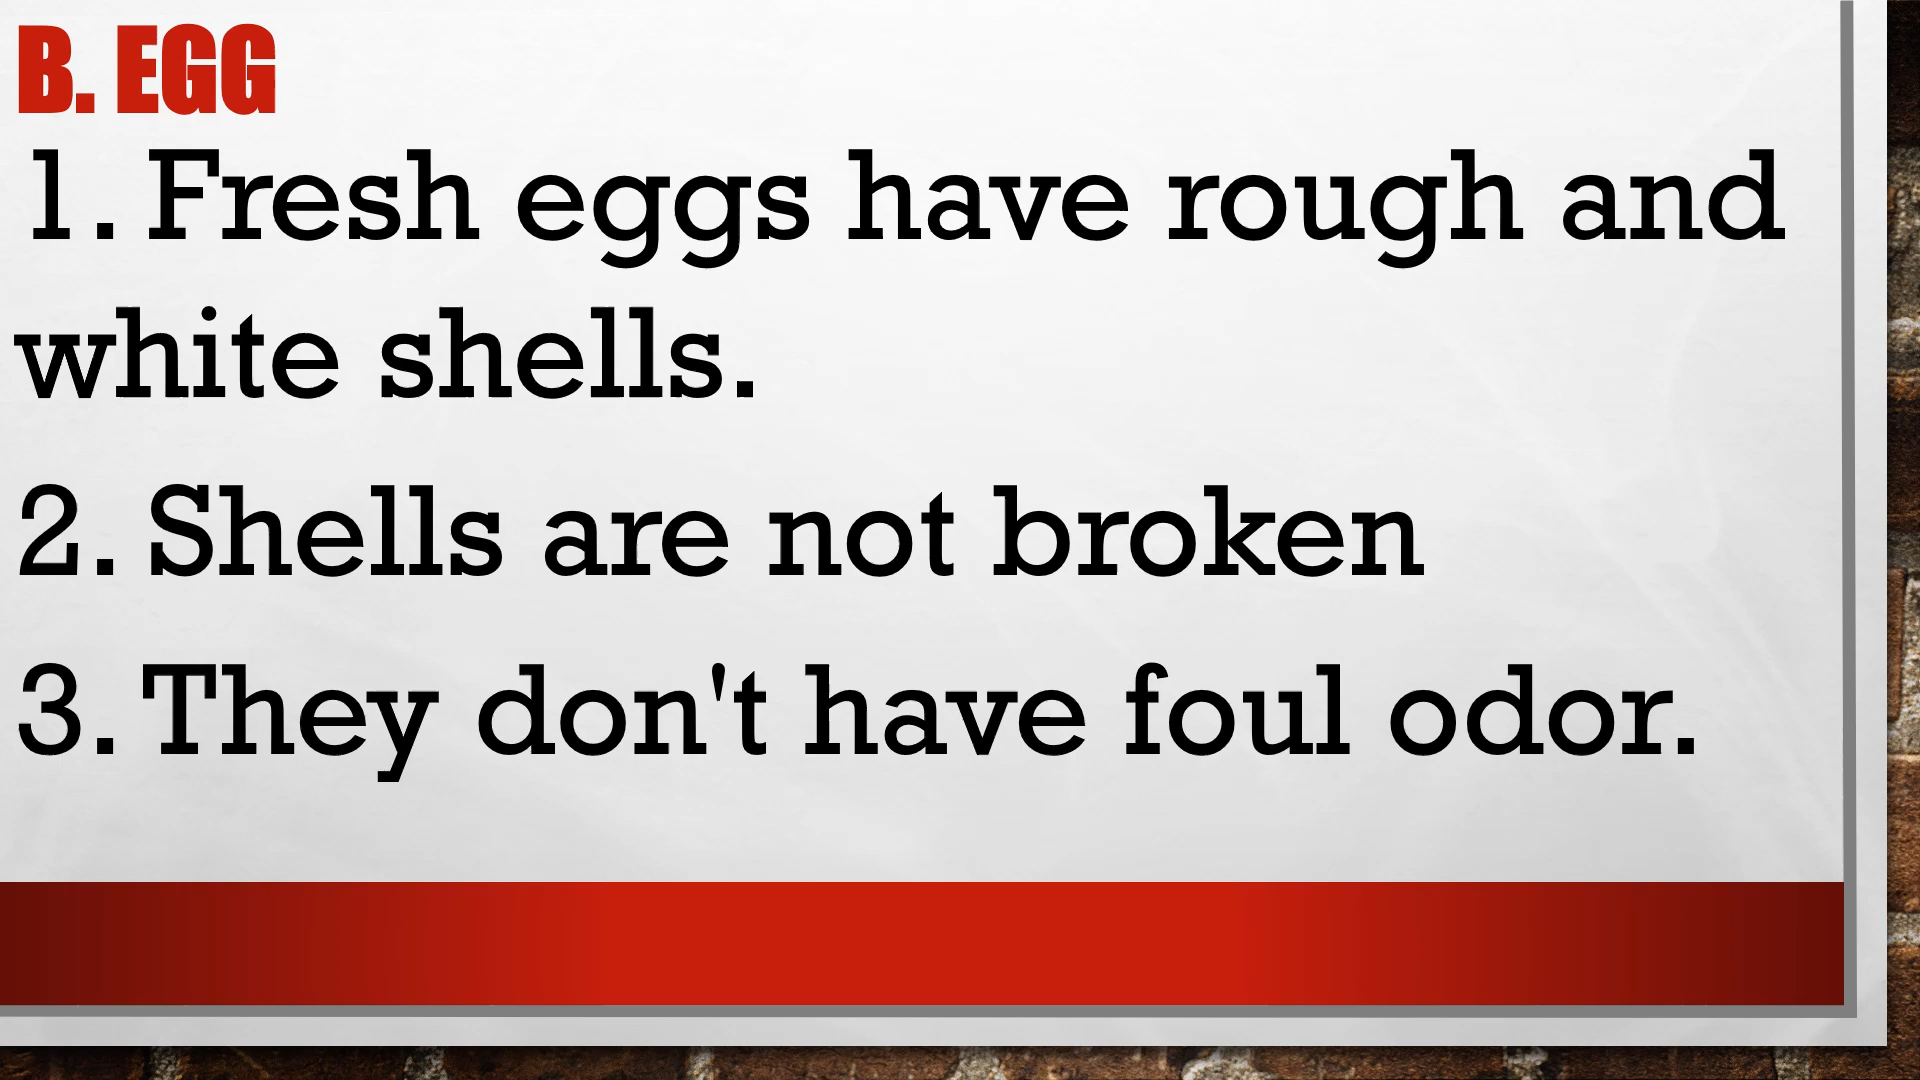 B. EGG
1. Fresh eggs have rough and
white shells.
2. Shells are not broken
3. They don't have foul odor.